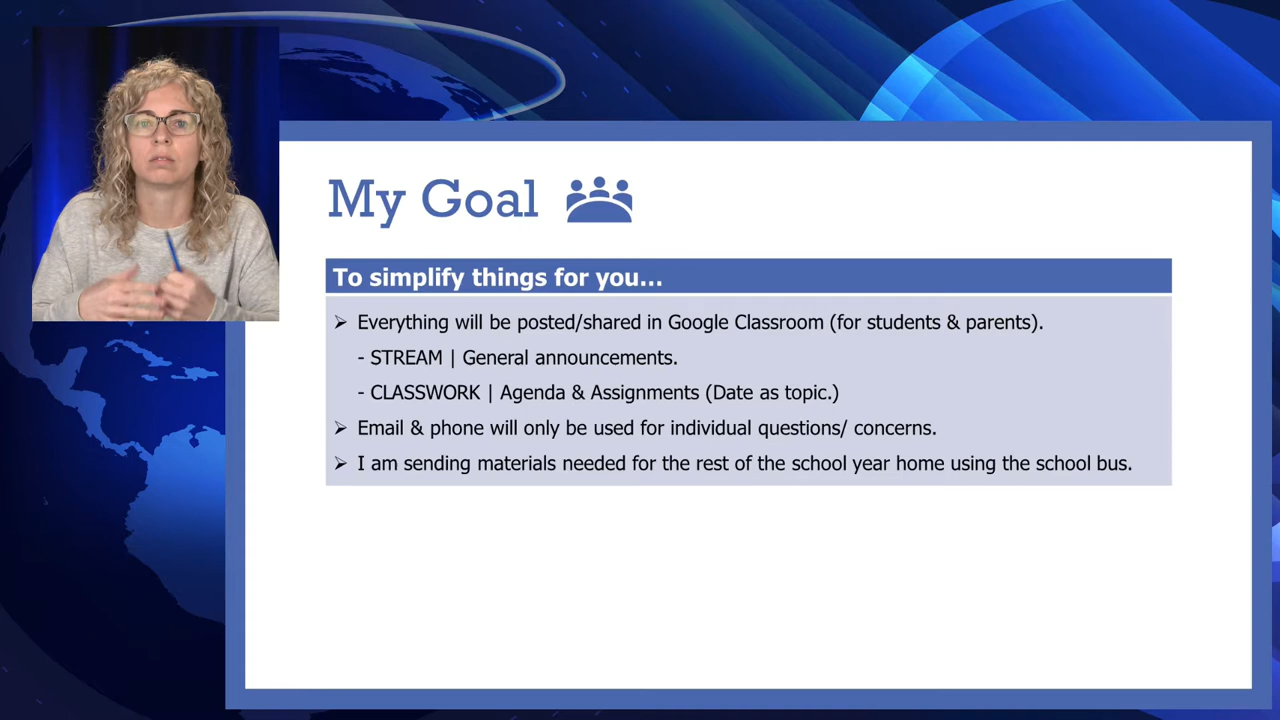 My Goal
To simplify things for you...
➢ Everything will be posted/shared in Google Classroom (for students & parents).
- STREAM | General announcements.
- CLASSWORK | Agenda & Assignments (Date as topic.)
➢ Email & phone will only be used for individual questions/ concerns.
➢ I am sending materials needed for the rest of the school year home using the school bus.